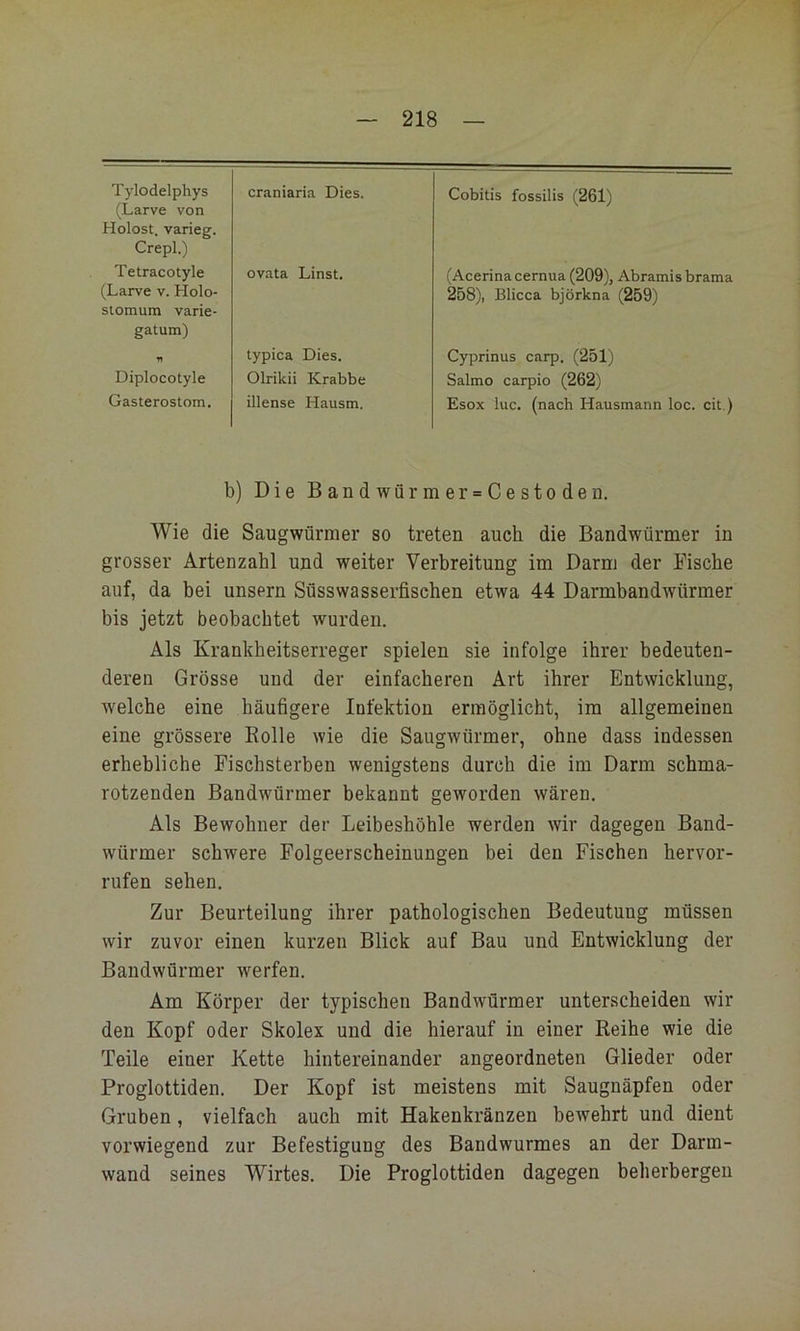 — 218 —
Tylodelphys craniaria Dies. Cobitis fossilis (261)
(Larve von
Holost. varieg.
Crepl.)
Tetracotyle ovata Linst. (Acerina cernua (209), Abramis brama
(Larve v. Holo- 258), Blicca björkna (259)
stomum varie-
gatum)
„ typica Dies. Cyprinus carp. (251)
Diplocotyle Olrikii Krabbe Salmo carpio (262)
Gasterostom. illense Hausm. Esox luc. (nach Hausmann loc. cit.)
b) Die Bandwürmer = Cestoden.
Wie die Saugwürmer so treten auch die Bandwürmer in
grosser Artenzahl und weiter Verbreitung im Darm der Fische
auf, da bei unsern Süsswasserfischen etwa 44 Darmbandwürmer
bis jetzt beobachtet wurden.
Als Krankheitserreger spielen sie infolge ihrer bedeuten-
deren Grösse und der einfacheren Art ihrer Entwicklung,
welche eine häufigere Infektion ermöglicht, im allgemeinen
eine grössere Rolle wie die Saugwürmer, ohne dass indessen
erhebliche Fischsterben wenigstens durch die im Darm schma-
rotzenden Bandwürmer bekannt geworden wären.
Als Bewohner der Leibeshöhle werden wir dagegen Band-
würmer schwere Folgeerscheinungen bei den Fischen hervor-
rufen sehen.
Zur Beurteilung ihrer pathologischen Bedeutung müssen
wir zuvor einen kurzen Blick auf Bau und Entwicklung der
Bandwürmer werfen.
Am Körper der typischen Bandwürmer unterscheiden wir
den Kopf oder Skolex und die hierauf in einer Reihe wie die
Teile einer Kette hintereinander angeordneten Glieder oder
Proglottiden. Der Kopf ist meistens mit Saugnäpfen oder
Gruben, vielfach auch mit Hakenkränzen bewehrt und dient
vorwiegend zur Befestigung des Bandwurmes an der Darm-
wand seines Wirtes. Die Proglottiden dagegen beherbergen